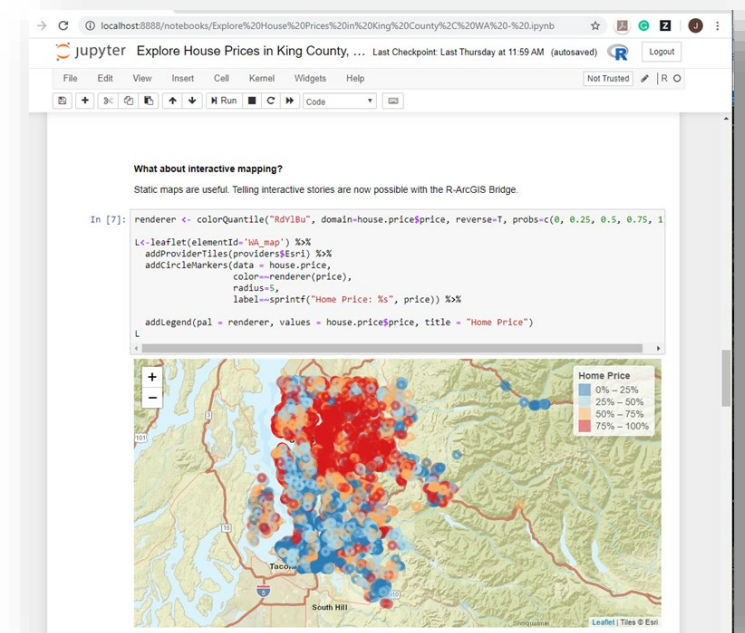 localhost:8888/notebooks/Explore%20House%20Prices%20in%20King%20County%2C%20WA%20-%20.ipynb
jupyter Explore House Prices in King County, ... Last Checkpoint: Last Thursday at 11:59 AM (autosaved)
Logout
File Edit View Insert Cell Kernel Widgets Help
Not Trusted
R
Run
Code
What about interactive mapping?
Static maps are useful. Telling interactive stories are now possible with the R-ArcGIS Bridge.
In [7]:
renderer <- colorQuantile("RdYlBu", domain=house.price$price, reverse=T, probs=c(0, 0.25, 0.5, 0.75, 1
L<-leaflet(elementId='WA_map') %>%
addProviderTiles(providers$Esri) %>%
addCircleMarkers(data = house.price,
color=~renderer(price),
radius=5,
label=~sprintf("Home Price: %s", price)) %>%
addLegend(pal = renderer, values = house.price$price, title = "Home Price")
L
+
−
Home Price
0% – 25%
25% – 50%
50% – 75%
75% – 100%
101
3
16
5
South Hill
Leaflet | Tiles © Esri